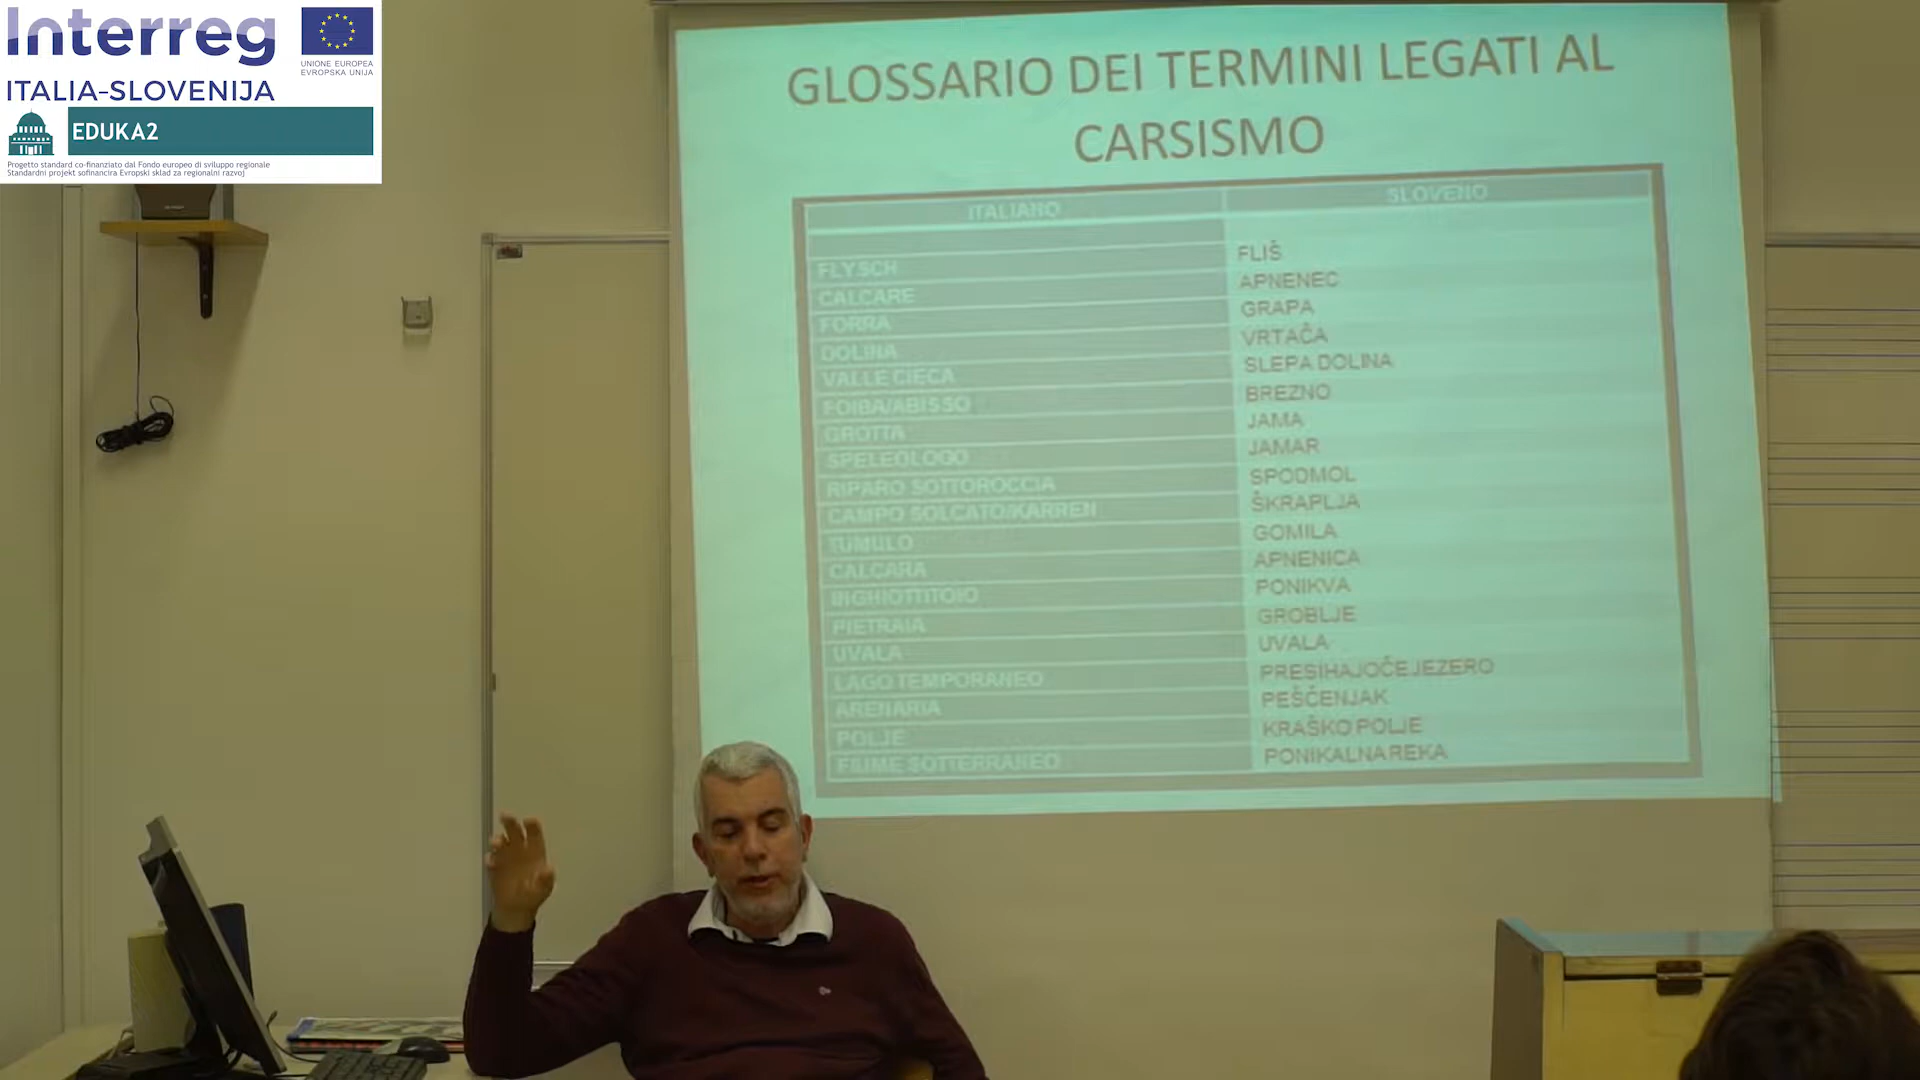 Interreg
UNIONE EUROPEA
EVROPSKA UNIJA
ITALIA-SLOVENIJA
EDUKA2
Progetto standard co-finanziato dal Fondo europeo di sviluppo regionale
Standardni projekt sofinancira Evropski sklad za regionalni razvoj
GLOSSARIO DEI TERMINI LEGATI AL
CARSISMO
ITALIANO SLOVENO
FLYSCH FLIŠ
CALCARE APNENEC
FORRA GRAPA
DOLINA VRTAČA
VALLE CIECA SLEPA DOLINA
FOIBA/ABISSO BREZNO
GROTTA JAMA
SPELEOLOGO JAMAR
RIPARO SOTTOROCCIA SPODMOL
CAMPO SOLCATO/KARREN ŠKRAPLJA
TUMULO GOMILA
CALCARA APNENICA
INGHIOTTITOIO PONIKVA
PIETRAIA GROBLJE
UVALA UVALA
LAGO TEMPORANEO PRESIHAJOČE JEZERO
ARENARIA PEŠČENJAK
POLJE KRAŠKO POLJE
FIUME SOTTERRANEO PONIKALNA REKA